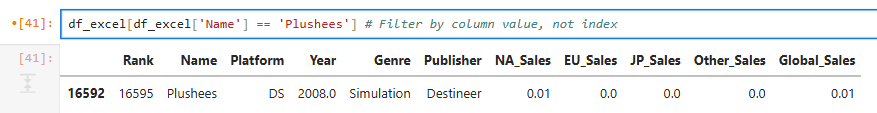 [41]: df_excel[df_excel['Name'] == 'Plushees'] # Filter by column value, not index
[41]:
Rank Name Platform Year Genre Publisher NA_Sales EU_Sales JP_Sales Other_Sales Global_Sales
16592 16595 Plushees DS 2008.0 Simulation Destineer 0.01 0.0 0.0 0.0 0.01